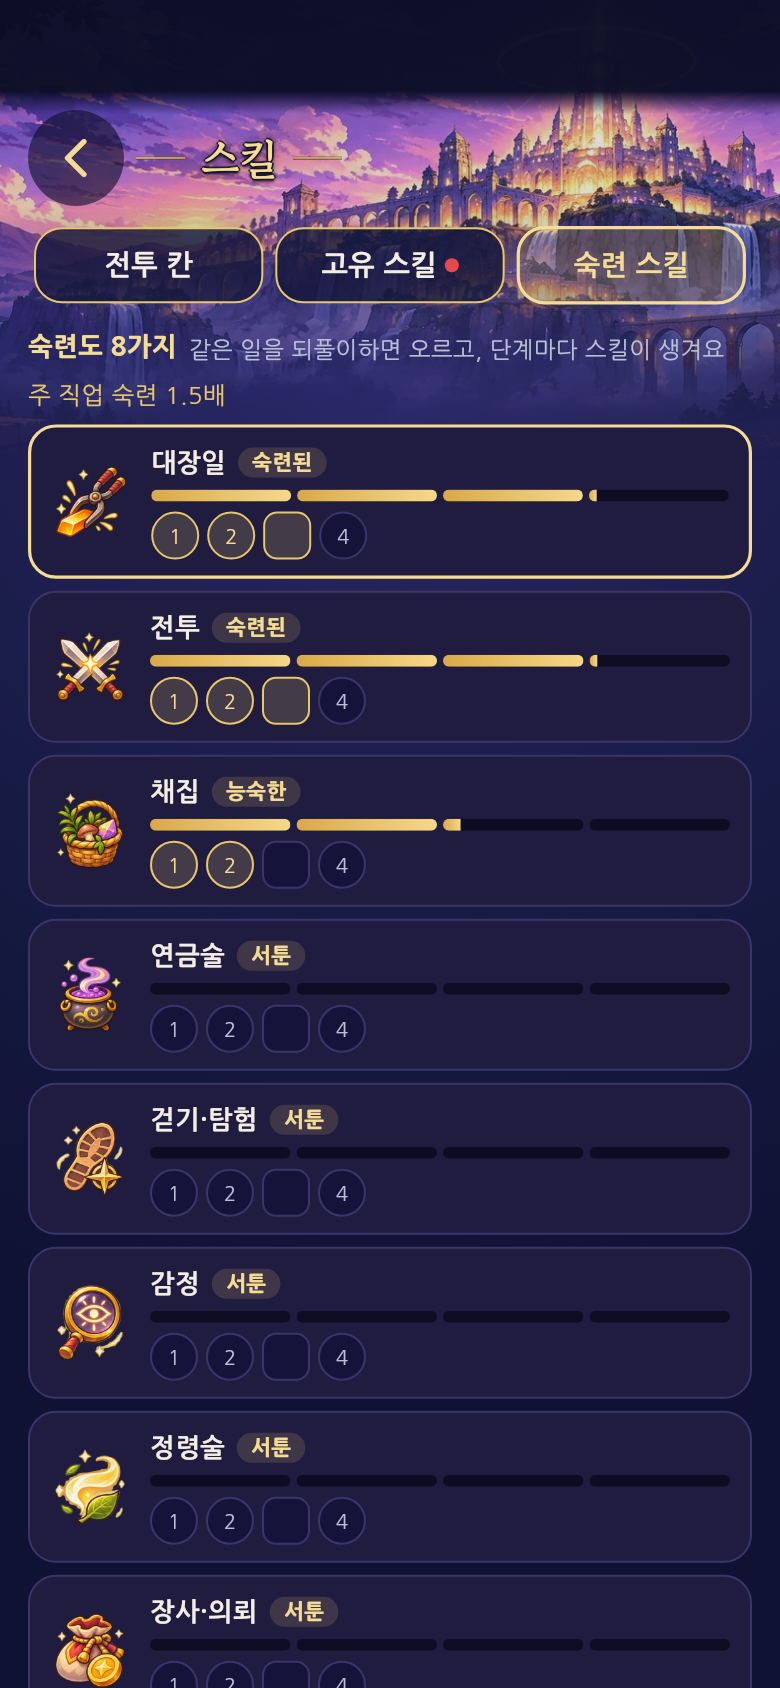 스킬
전투 칸 고유 스킬 숙련 스킬
숙련도 8가지 같은 일을 되풀이하면 오르고, 단계마다 스킬이 생겨요
주 직업 숙련 1.5배
대장일 숙련된
1 2 4
전투 숙련된
1 2 4
채집 능숙한
1 2 4
연금술 서툰
1 2 4
걷기·탐험 서툰
1 2 4
감정 서툰
1 2 4
정령술 서툰
1 2 4
장사·의뢰 서툰
1 2 4